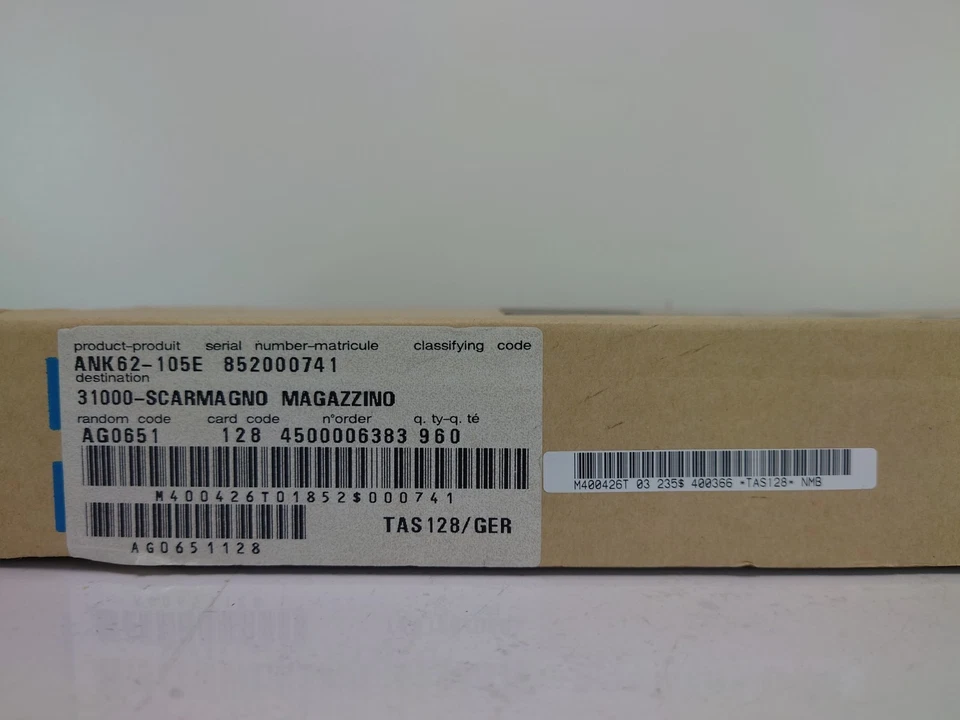 product-produit serial number-matricule classifying code
ANK62-105E 852000741
destination
31000-SCARMAGNO MAGAZZINO
random code card code n°order q. ty-q. té
AG0651 128 4500006383 960
M400426T01852$000741
AG0651128
TAS128/GER
M400426T 03 235$ 400366 *TAS128* NMB